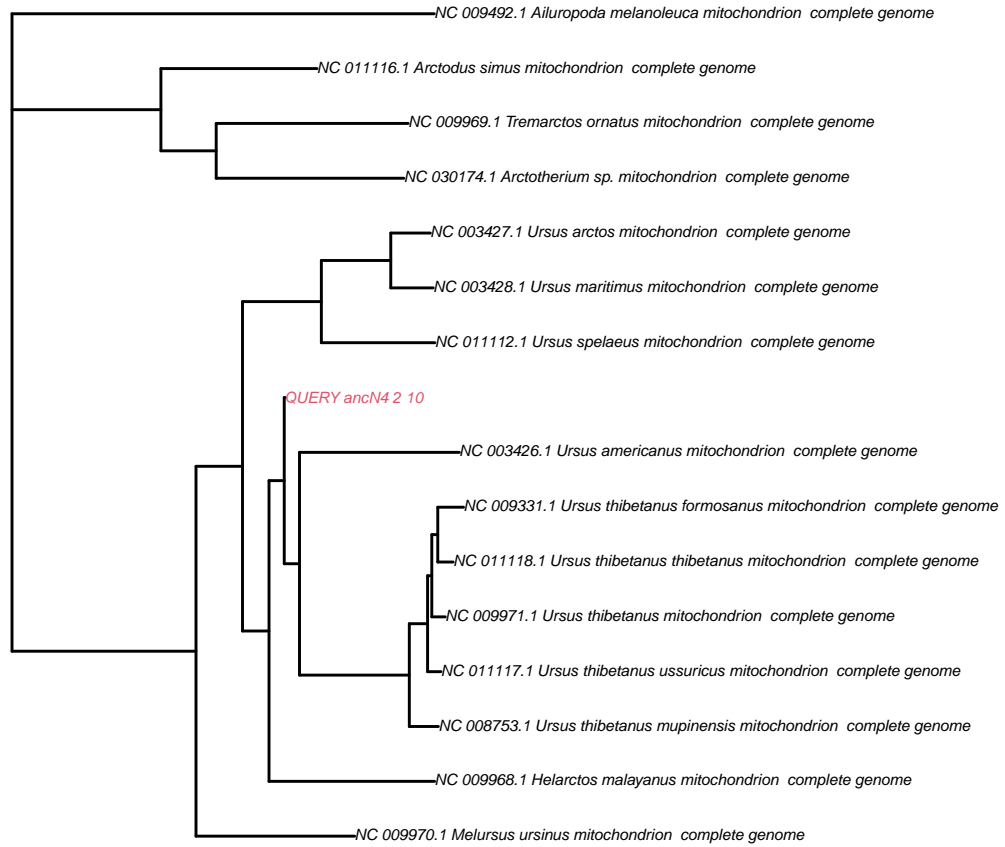 NC 009492.1 Ailuropoda melanoleuca mitochondrion  complete genome
NC 011116.1 Arctodus simus mitochondrion  complete genome
NC 009969.1 Tremarctos ornatus mitochondrion  complete genome
NC 030174.1 Arctotherium sp. mitochondrion  complete genome
NC 003427.1 Ursus arctos mitochondrion  complete genome
NC 003428.1 Ursus maritimus mitochondrion  complete genome
NC 011112.1 Ursus spelaeus mitochondrion  complete genome
QUERY ancN4 2 10
NC 003426.1 Ursus americanus mitochondrion  complete genome
NC 009331.1 Ursus thibetanus formosanus mitochondrion  complete genome
NC 011118.1 Ursus thibetanus thibetanus mitochondrion  complete genome
NC 009971.1 Ursus thibetanus mitochondrion  complete genome
NC 011117.1 Ursus thibetanus ussuricus mitochondrion  complete genome
NC 008753.1 Ursus thibetanus mupinensis mitochondrion  complete genome
NC 009968.1 Helarctos malayanus mitochondrion  complete genome
NC 009970.1 Melursus ursinus mitochondrion  complete genome